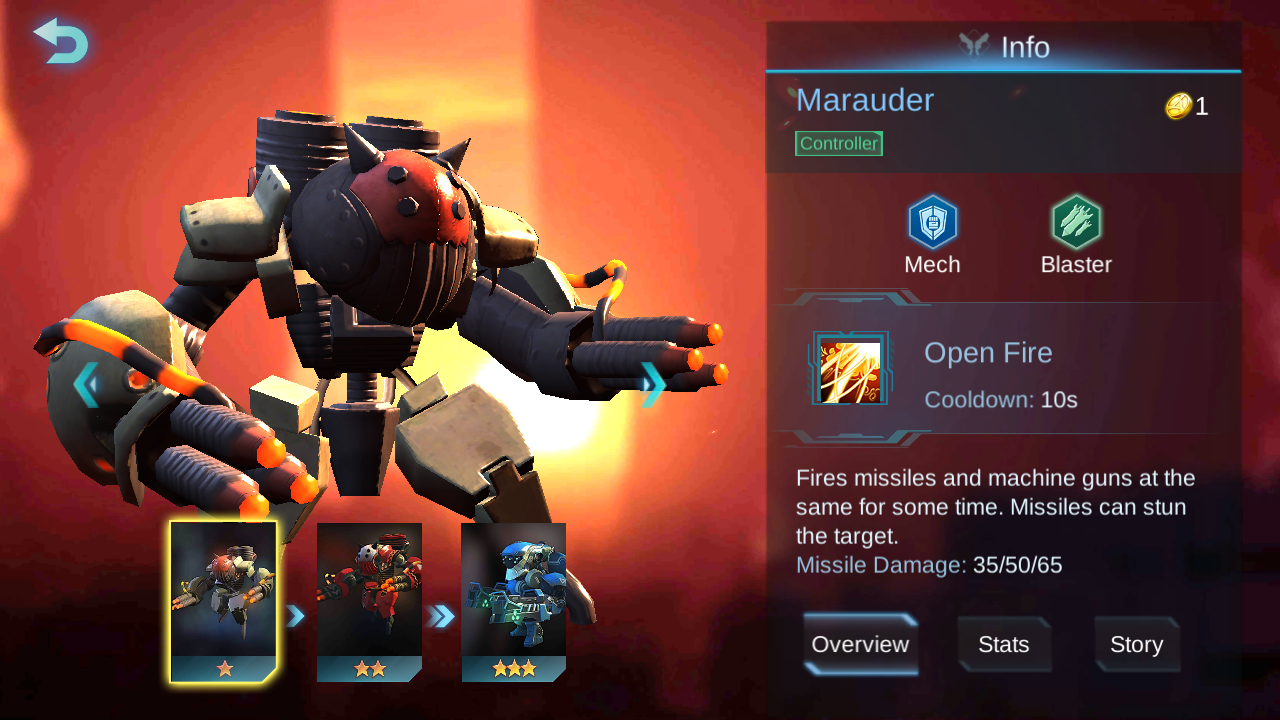 Info
Marauder
1
Controller
Mech
Blaster
Open Fire
Cooldown: 10s
Fires missiles and machine guns at the
same for some time. Missiles can stun
the target.
Missile Damage: 35/50/65
Overview
Stats
Story